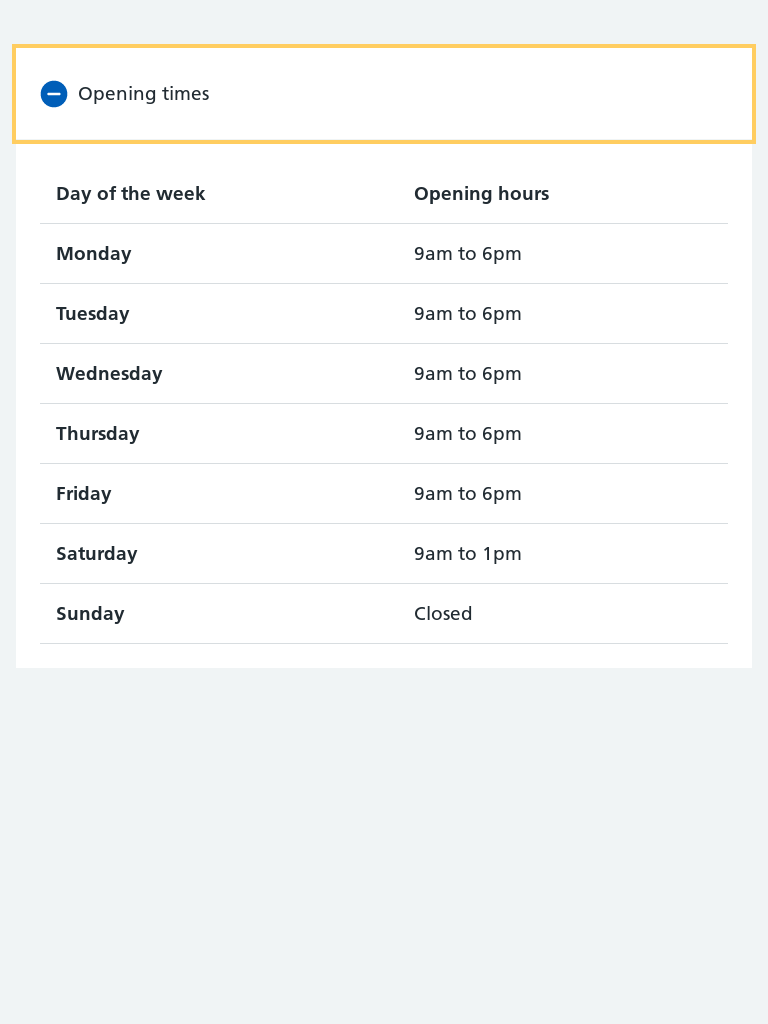 Opening times
Day of the week Opening hours
Monday 9am to 6pm
Tuesday 9am to 6pm
Wednesday 9am to 6pm
Thursday 9am to 6pm
Friday 9am to 6pm
Saturday 9am to 1pm
Sunday Closed